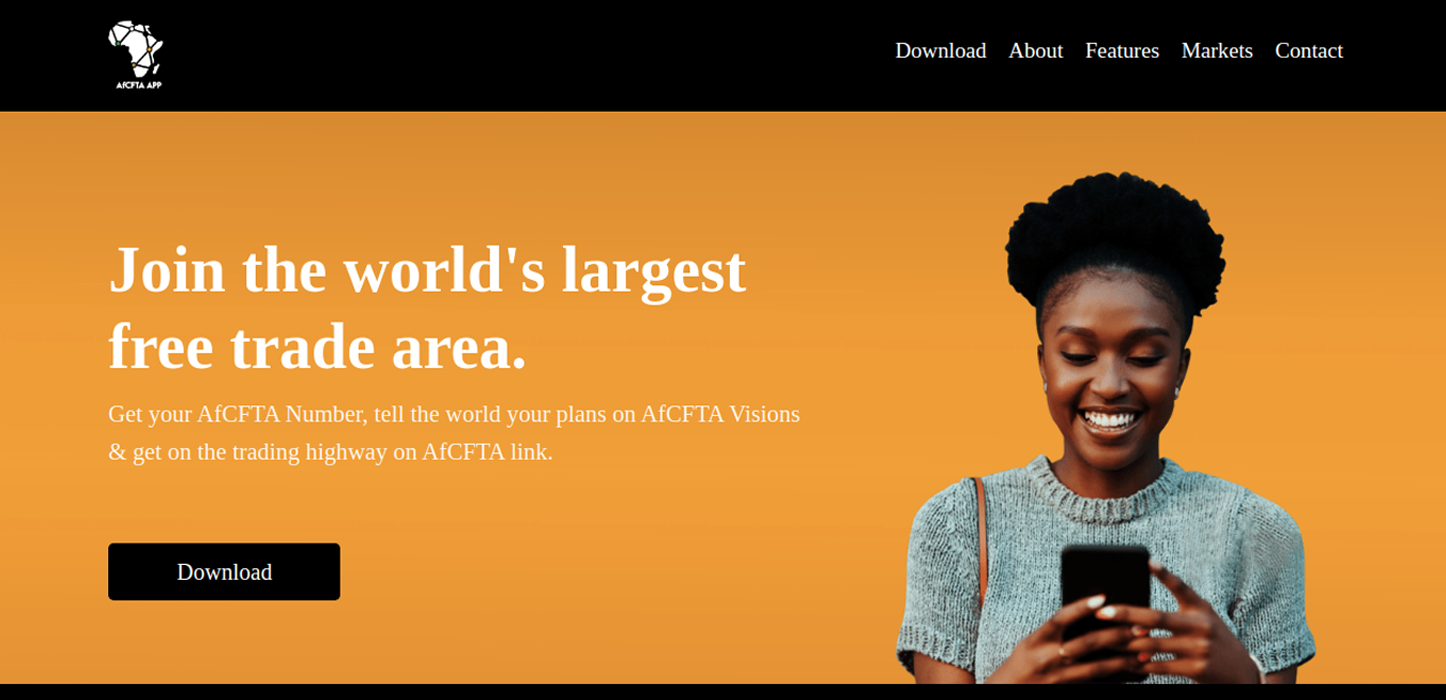 AfCFTA APP
Download About Features Markets Contact
Join the world's largest
free trade area.
Get your AfCFTA Number, tell the world your plans on AfCFTA Visions
& get on the trading highway on AfCFTA link.
Download